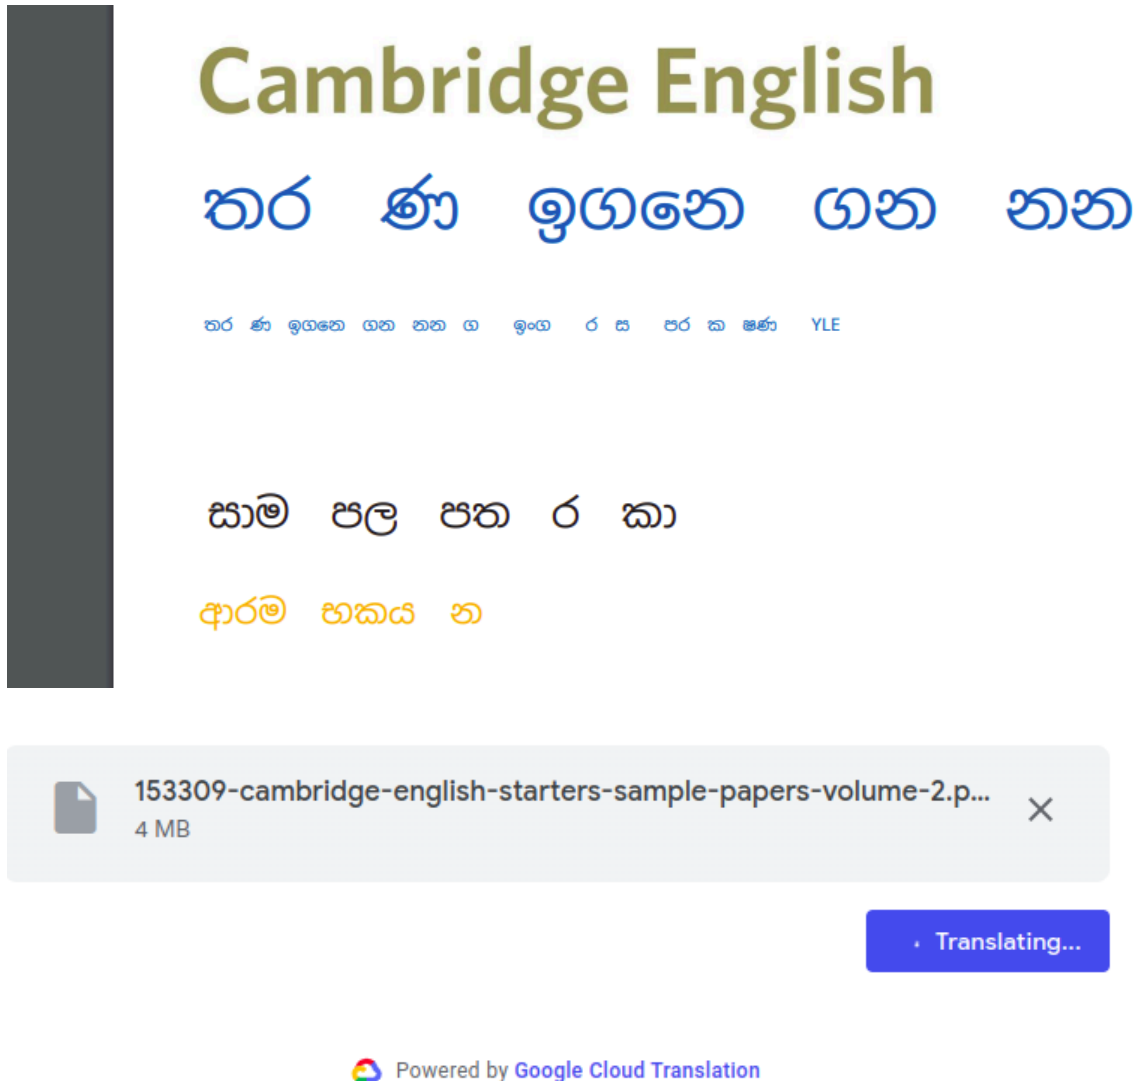 Cambridge English
තර ණ ඉගනෙ ගන නන
තර ණ ඉගනෙ ගන නන ග ඉංග ර ස පර ක ෂණ YLE
සාම පල පත ර කා
ආරම භකය න
153309-cambridge-english-starters-sample-papers-volume-2.p...
4 MB
Translating...
Powered by Google Cloud Translation